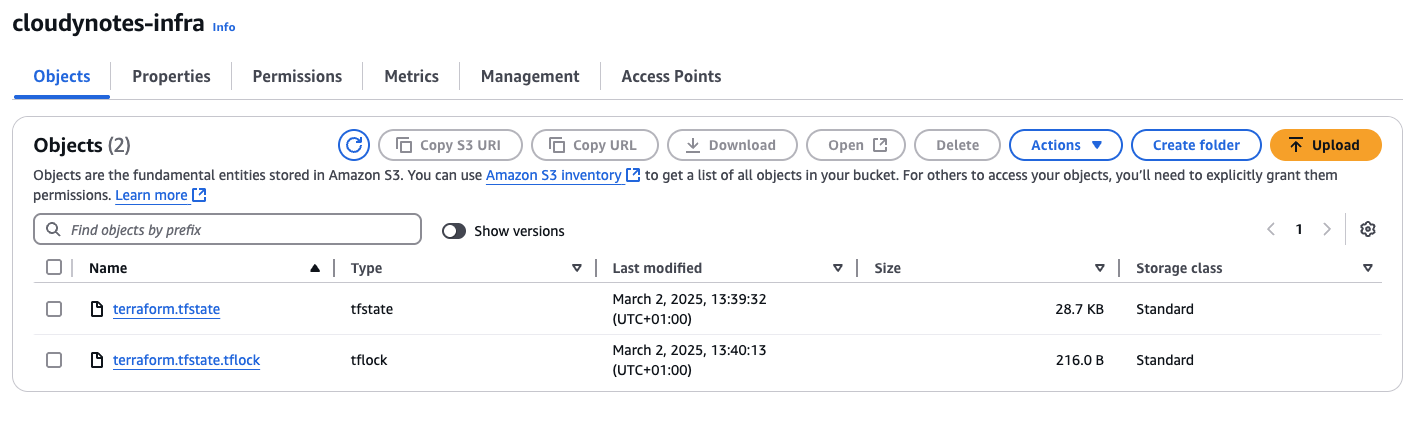 cloudynotes-infra Info
Objects Properties Permissions Metrics Management Access Points
Objects (2) Copy S3 URI Copy URL Download Open Delete Actions Create folder Upload
Objects are the fundamental entities stored in Amazon S3. You can use Amazon S3 inventory to get a list of all objects in your bucket. For others to access your objects, you'll need to explicitly grant them
permissions. Learn more
Find objects by prefix Show versions 1
Name Type Last modified Size Storage class
terraform.tfstate tfstate March 2, 2025, 13:39:32 (UTC+01:00) 28.7 KB Standard
terraform.tfstate.tflock tflock March 2, 2025, 13:40:13 (UTC+01:00) 216.0 B Standard